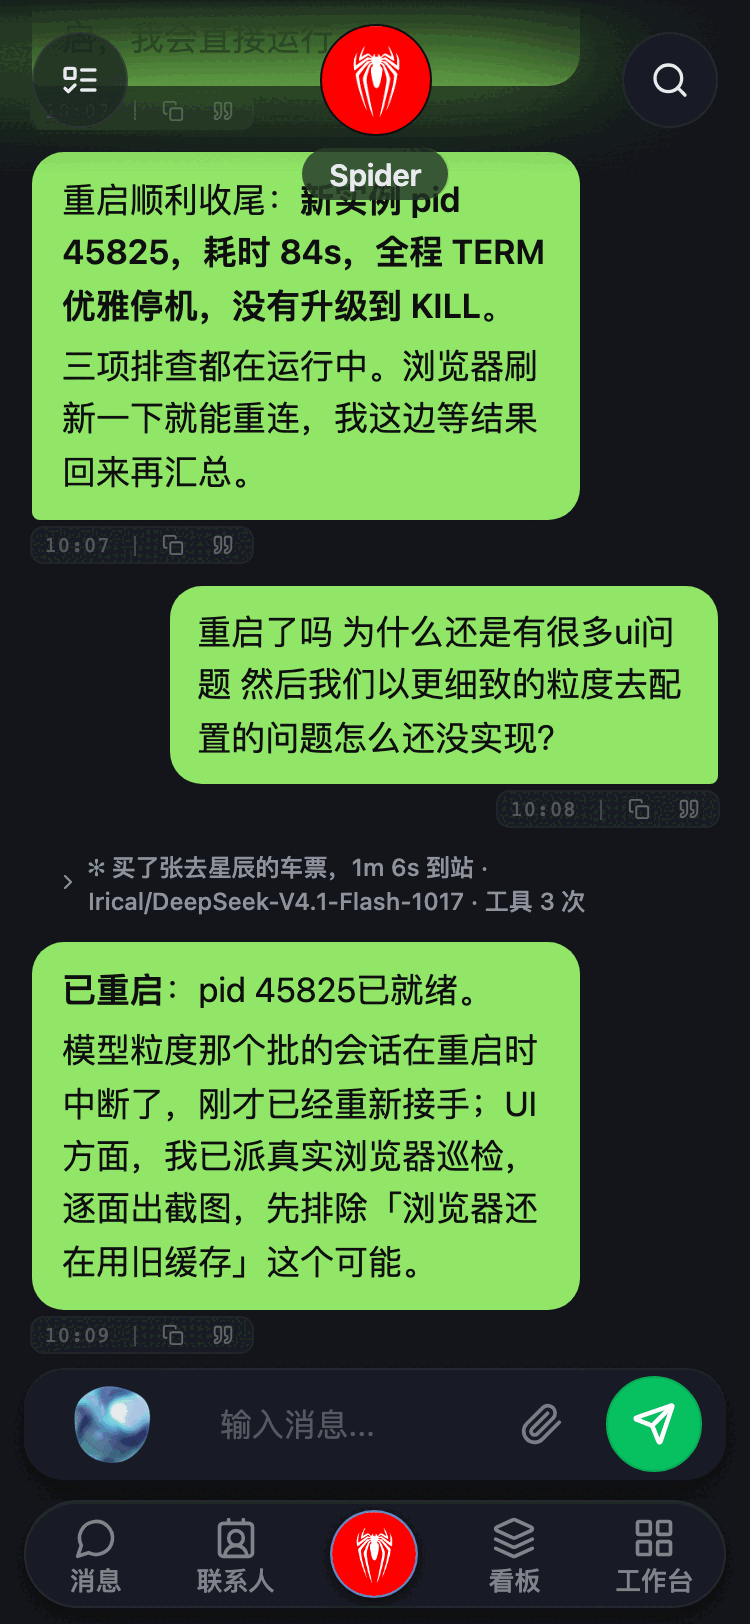 启，我会直接运行
10:07
Spider
重启顺利收尾：新实例 pid
45825，耗时 84s，全程 TERM
优雅停机，没有升级到 KILL。
三项排查都在运行中。浏览器刷
新一下就能重连，我这边等结果
回来再汇总。
10:07
重启了吗 为什么还是有很多ui问
题 然后我们以更细致的粒度去配
置的问题怎么还没实现?
10:08
✻ 买了张去星辰的车票，1m 6s 到站 ·
lrical/DeepSeek-V4.1-Flash-1017 · 工具 3 次
已重启：pid 45825已就绪。
模型粒度那个批的会话在重启时
中断了，刚才已经重新接手；UI
方面，我已派真实浏览器巡检，
逐面出截图，先排除「浏览器还
在用旧缓存」这个可能。
10:09
输入消息...
消息
联系人
看板
工作台